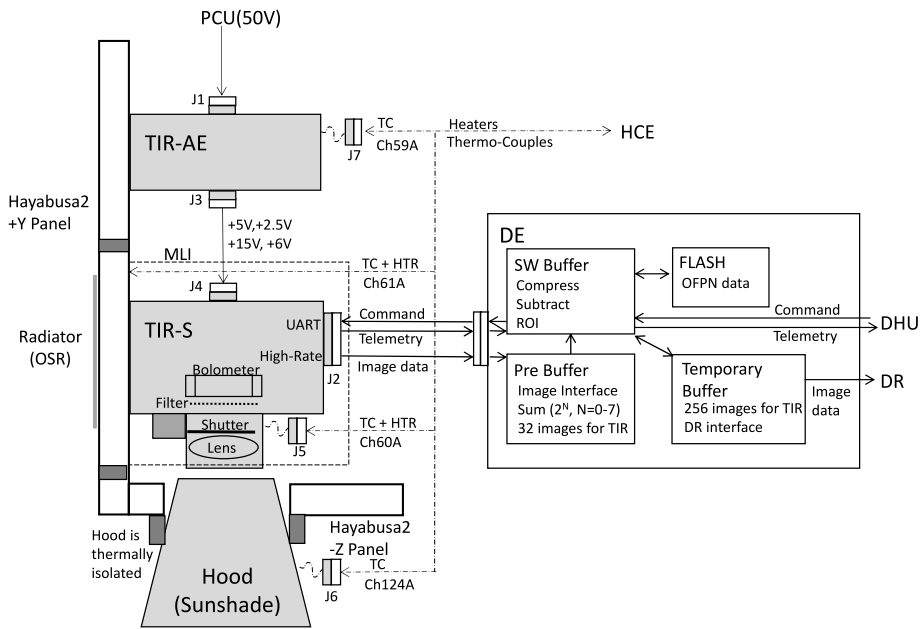 PCU(50V)
J1
TIR-AE
TC
Ch59A
J7
Heaters
Thermo-Couples
HCE
J3
Hayabusa2
+Y Panel
+5V,+2.5V
+15V, +6V
MLI
TC + HTR
Ch61A
J4
TIR-S
UART
High-Rate
J2
Bolometer
Filter
Shutter
Lens
J5
TC + HTR
Ch60A
Radiator
(OSR)
Command
Telemetry
Image data
DE
SW Buffer
Compress
Subtract
ROI
FLASH
OFPN data
Command
Telemetry
DHU
Pre Buffer
Image Interface
Sum (2ᴺ, N=0-7)
32 images for TIR
Temporary
Buffer
256 images for TIR
DR interface
Image
data
DR
Hood is
thermally
isolated
Hayabusa2
-Z Panel
Hood
(Sunshade)
TC
Ch124A
J6